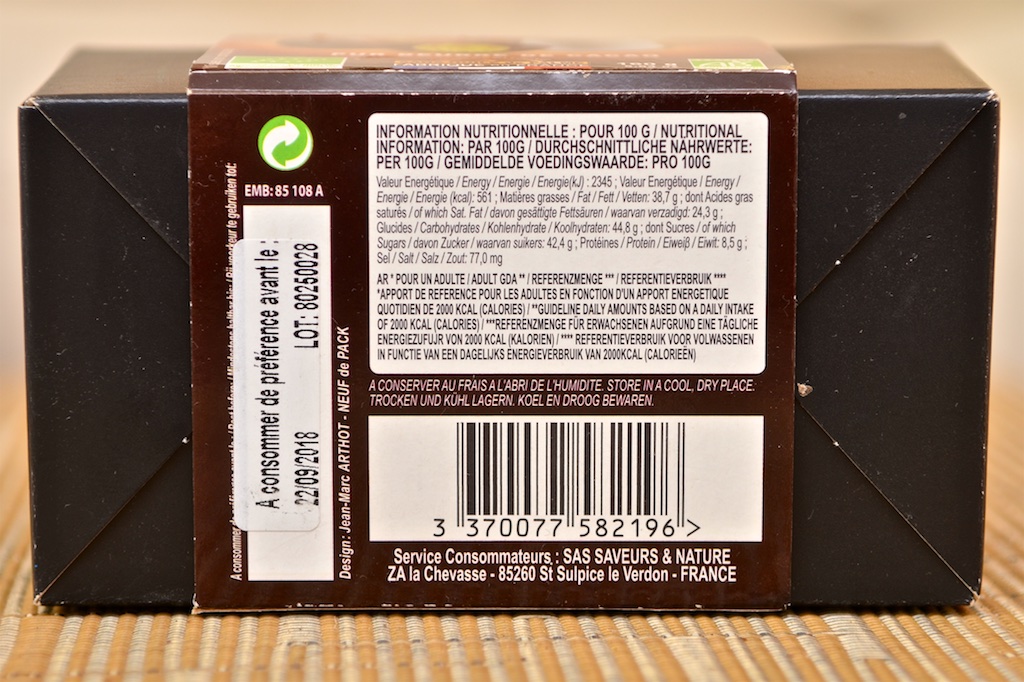 EMB: 85 108 A
INFORMATION NUTRITIONNELLE : POUR 100 G / NUTRITIONAL
INFORMATION: PAR 100G / DURCHSCHNITTLICHE NÄHRWERTE:
PER 100G / GEMIDDELDE VOEDINGSWAARDE: PRO 100G
Valeur Energétique / Energy / Energie / Energie(kJ) : 2345 ; Valeur Energétique / Energy /
Energie / Energie (kcal): 561 ; Matières grasses / Fat / Fett / Vetten: 38,7 g ; dont Acides gras
saturés / of which Sat. Fat / davon gesättigte Fettsäuren / waarvan verzadigd: 24,3 g ;
Glucides / Carbohydrates / Kohlenhydrate / Koolhydraten: 44,8 g ; dont Sucres / of which
Sugars / davon Zucker / waarvan suikers: 42,4 g ; Protéines / Protein / Eiweiß / Eiwit: 8,5 g ;
Sel / Salt / Salz / Zout: 77,0 mg
AR * POUR UN ADULTE / ADULT GDA ** / REFERENZMENGE *** / REFERENTIEVERBRUIK ****
*APPORT DE REFERENCE POUR LES ADULTES EN FONCTION D'UN APPORT ENERGETIQUE
QUOTIDIEN DE 2000 KCAL (CALORIES) / **GUIDELINE DAILY AMOUNTS BASED ON A DAILY INTAKE
OF 2000 KCAL (CALORIES) / ***REFERENZMENGE FÜR ERWACHSENEN AUFGRUND EINE TÄGLICHE
ENERGIEZUFUJR VON 2000 KCAL (KALORIEN) / **** REFERENTIEVERBRUIK VOOR VOLWASSENEN
IN FUNCTIE VAN EEN DAGELIJKS ENERGIEVERBRUIK VAN 2000KCAL (CALORIEËN)
A CONSERVER AU FRAIS A L'ABRI DE L'HUMIDITE. STORE IN A COOL, DRY PLACE.
TROCKEN UND KÜHL LAGERN. KOEL EN DROOG BEWAREN.
3 370077 582196 >
Service Consommateurs : SAS SAVEURS & NATURE
ZA la Chevasse - 85260 St Sulpice le Verdon - FRANCE
A consommer de préférence avant le :
22/09/2018 LOT: 80250028
Design : Jean-Marc ARTHOT - NEUF de PACK